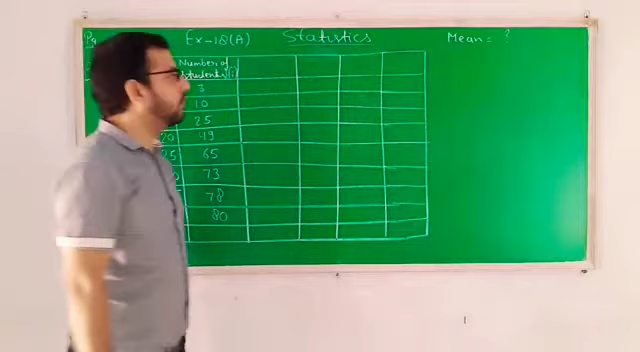 Ex-18(A) Statistics Mean = ?
Number of
students
3
10
25
20 49
25 65
73
78
80